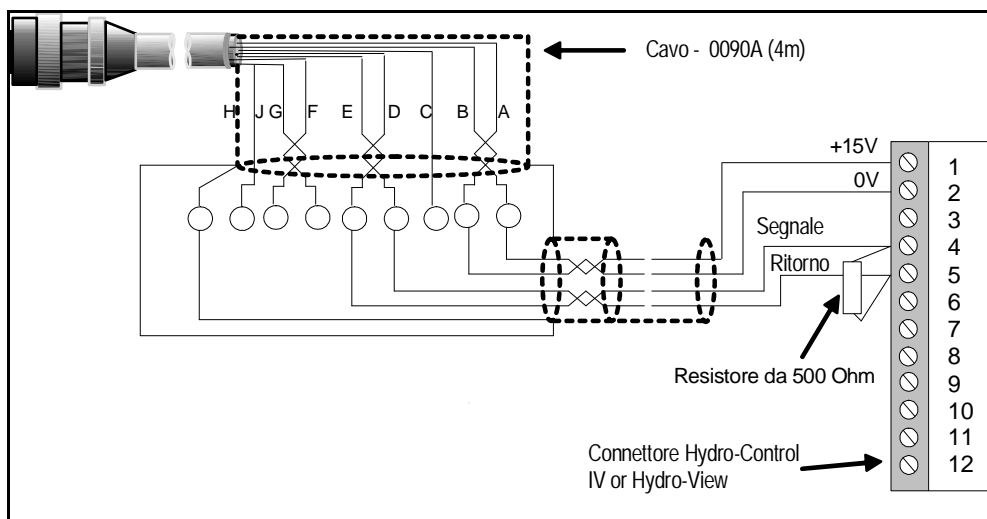 Cavo - 0090A (4m)
H J G F E D C B A
+15V
0V
Segnale
Ritorno
1
2
3
4
5
6
7
8
9
10
11
12
Resistore da 500 Ohm
Connettore Hydro-Control
IV or Hydro-View